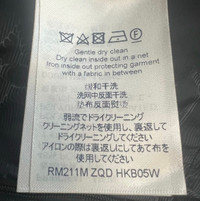 Gentle dry clean
Dry clean inside out in a net
Iron inside out protecting garment
with a fabric in between
缓和干洗
洗网中反面干洗
垫布反面熨烫
弱流でドライクリーニング
クリーニングネットを使用し、裏返して
ドライクリーニングしてください
アイロンの際は裏返しにてあて布を
使用してください
RM211M ZQD HKB05W